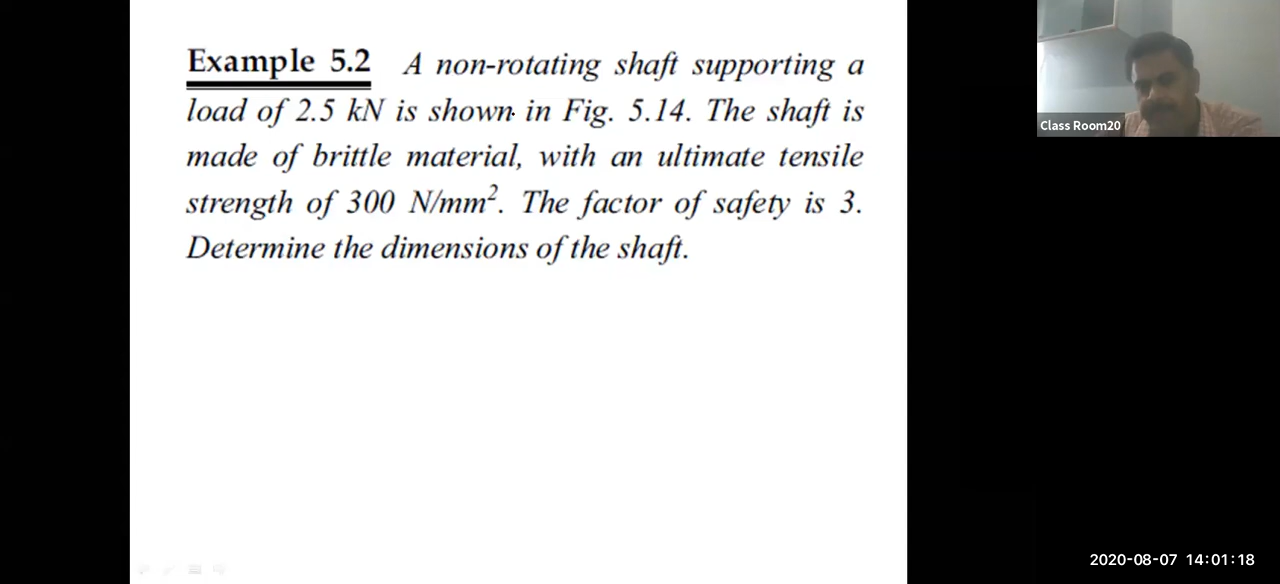 Example 5.2 A non-rotating shaft supporting a
load of 2.5 kN is shown in Fig. 5.14. The shaft is
made of brittle material, with an ultimate tensile
strength of 300 N/mm². The factor of safety is 3.
Determine the dimensions of the shaft.
Class Room20
2020-08-07 14:01:18